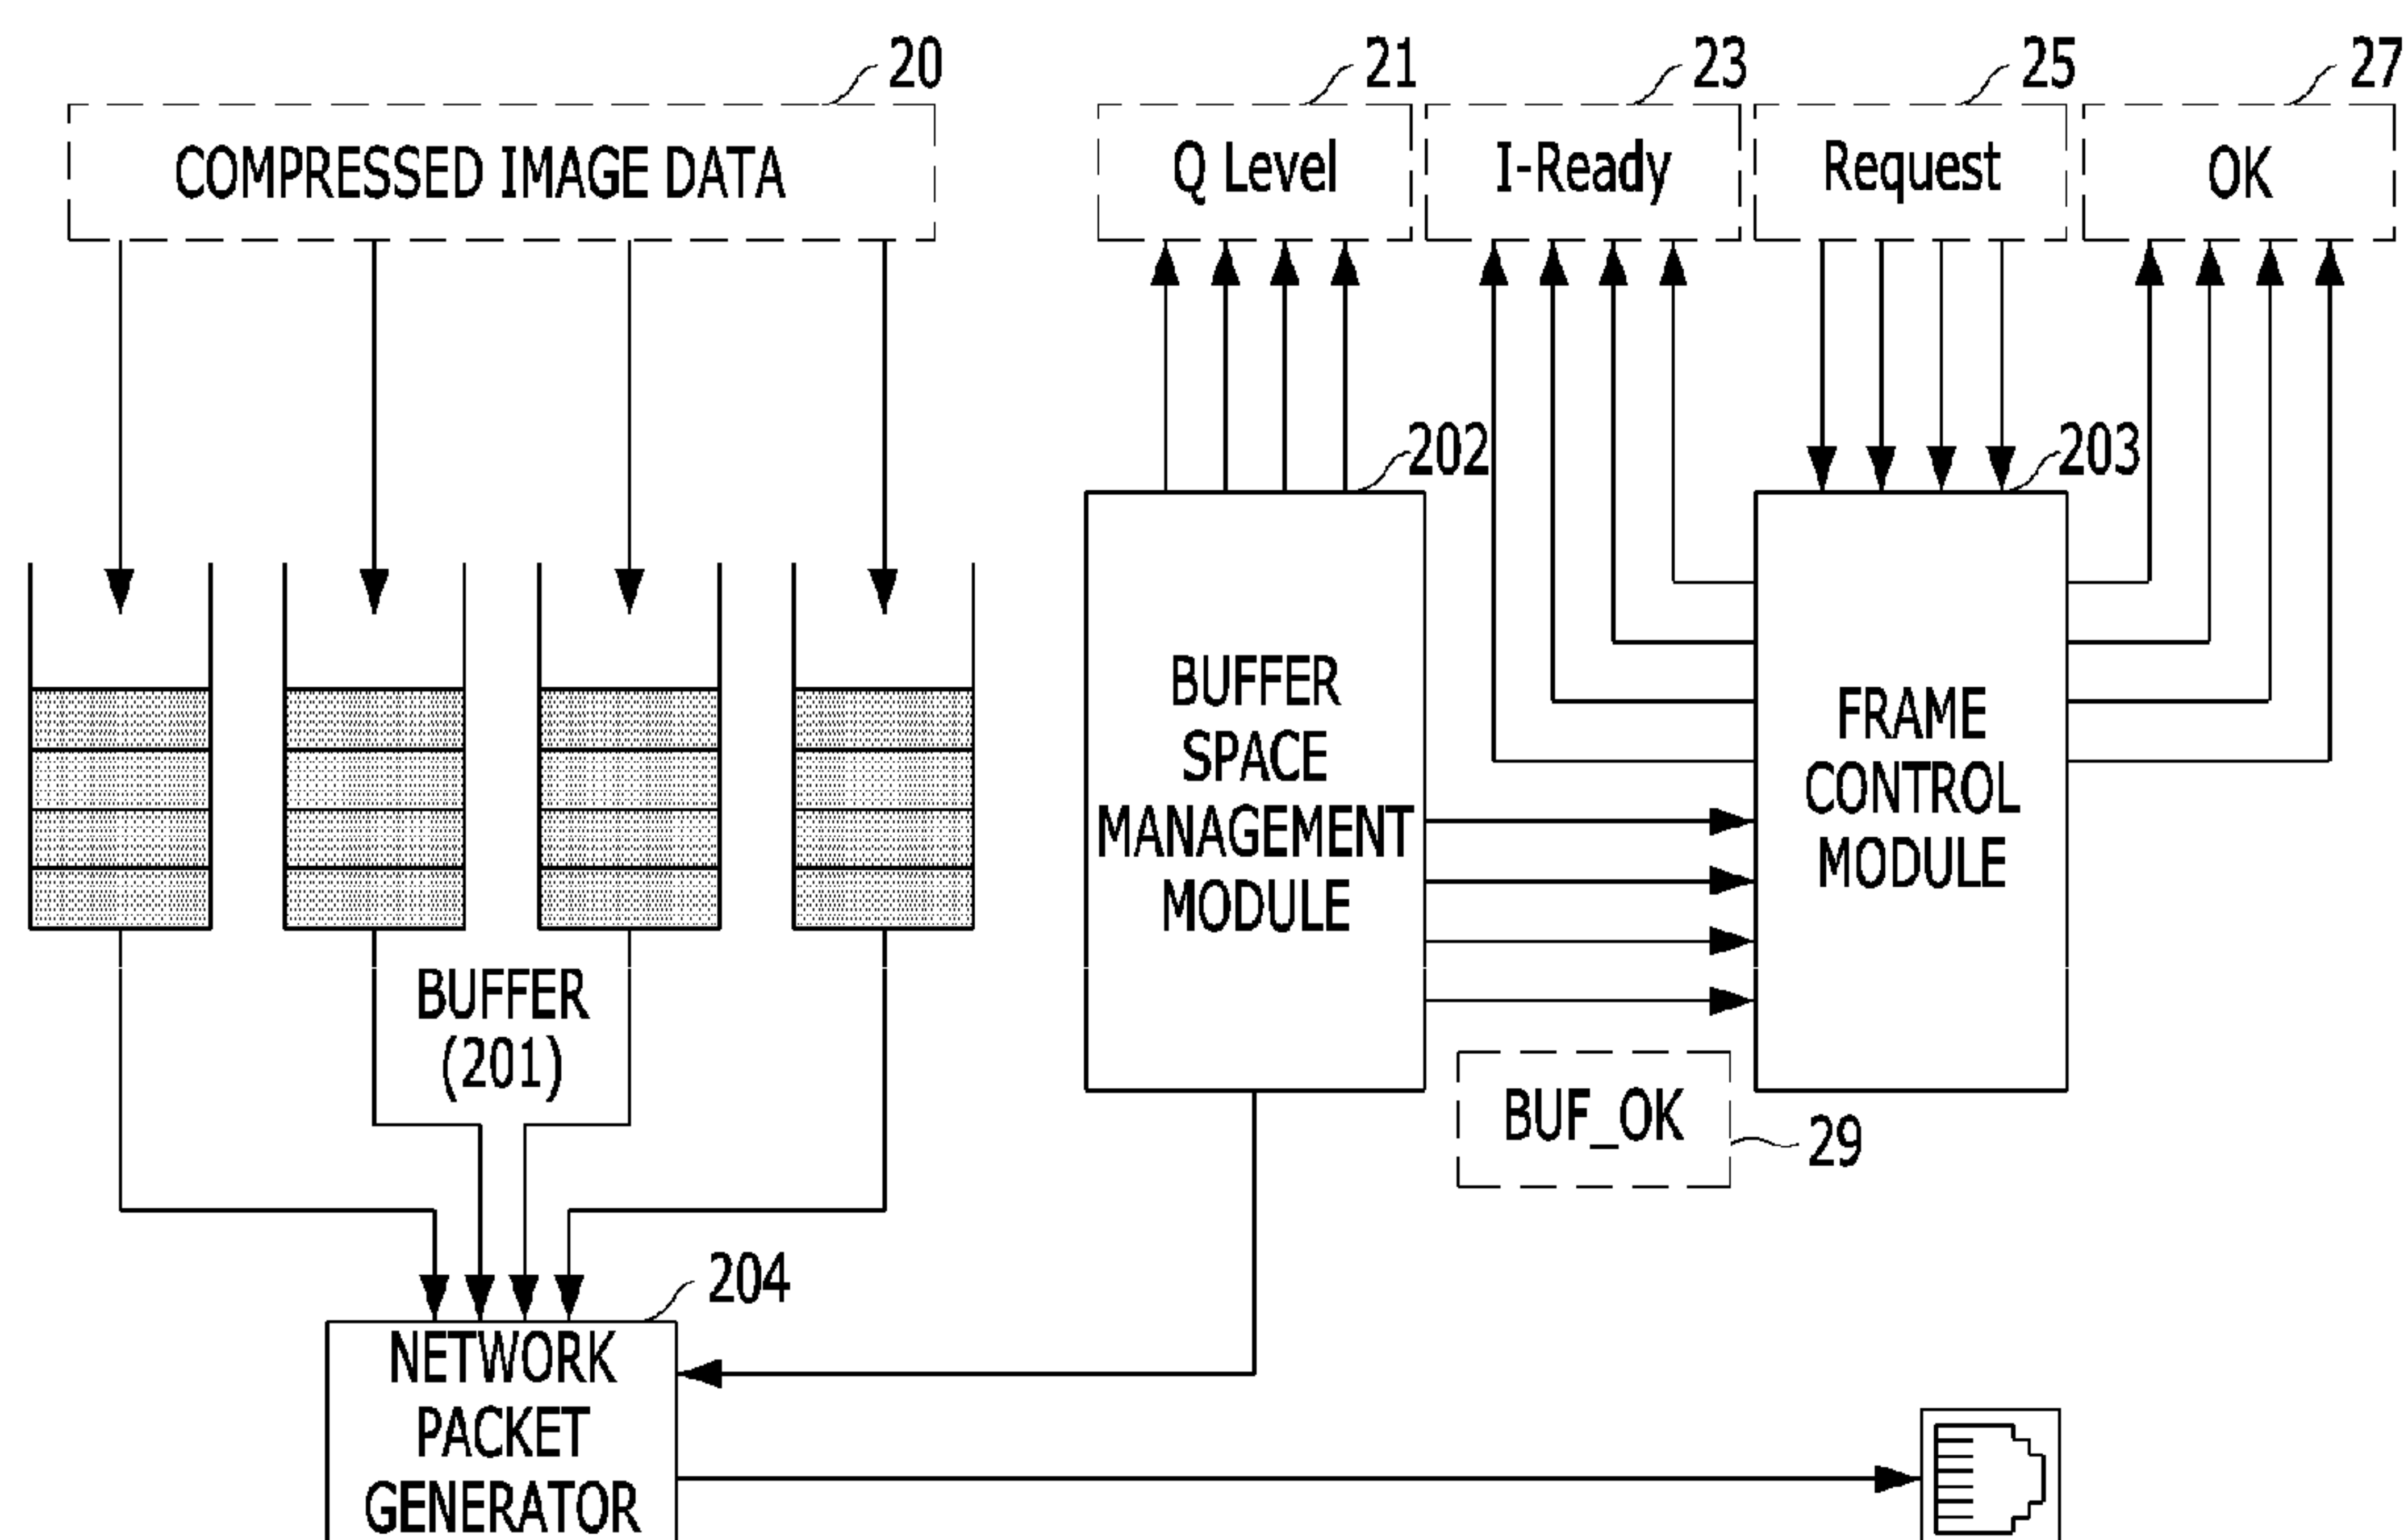 20
21
23
25
27
COMPRESSED IMAGE DATA
Q Level
I-Ready
Request
OK
202
203
BUFFER
SPACE
MANAGEMENT
MODULE
FRAME
CONTROL
MODULE
BUFFER
(201)
BUF_OK
29
204
NETWORK
PACKET
GENERATOR